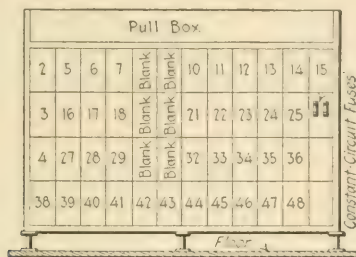 Pull Box.
2 5 6 7 Blank Blank 10 11 12 13 14 15
3 16 17 18 Blank Blank 21 22 23 24 25
4 27 28 29 Blank Blank 32 33 34 35 36
38 39 40 41 42 43 44 45 46 47 48
Constant Circuit Fuses
Floor